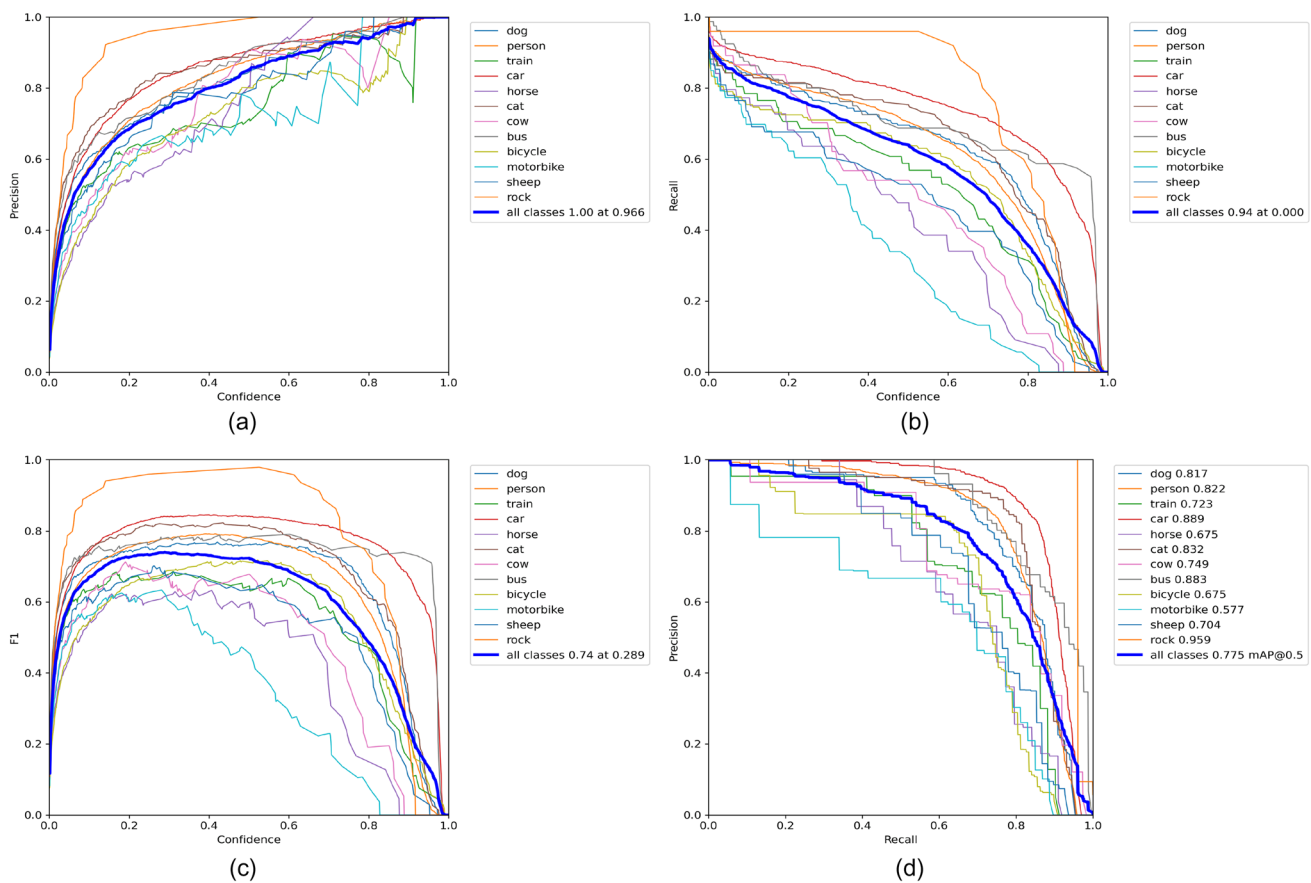 1.0
0.8
0.6
0.4
0.2
0.0
Precision
0.0 0.2 0.4 0.6 0.8 1.0
Confidence
dog
person
train
car
horse
cat
cow
bus
bicycle
motorbike
sheep
rock
all classes 1.00 at 0.966
(a)
1.0
0.8
0.6
0.4
0.2
0.0
Recall
0.0 0.2 0.4 0.6 0.8 1.0
Confidence
dog
person
train
car
horse
cat
cow
bus
bicycle
motorbike
sheep
rock
all classes 0.94 at 0.000
(b)
1.0
0.8
0.6
0.4
0.2
0.0
F1
0.0 0.2 0.4 0.6 0.8 1.0
Confidence
dog
person
train
car
horse
cat
cow
bus
bicycle
motorbike
sheep
rock
all classes 0.74 at 0.289
(c)
1.0
0.8
0.6
0.4
0.2
0.0
Precision
0.0 0.2 0.4 0.6 0.8 1.0
Recall
dog 0.817
person 0.822
train 0.723
car 0.889
horse 0.675
cat 0.832
cow 0.749
bus 0.883
bicycle 0.675
motorbike 0.577
sheep 0.704
rock 0.959
all classes 0.775 mAP@0.5
(d)